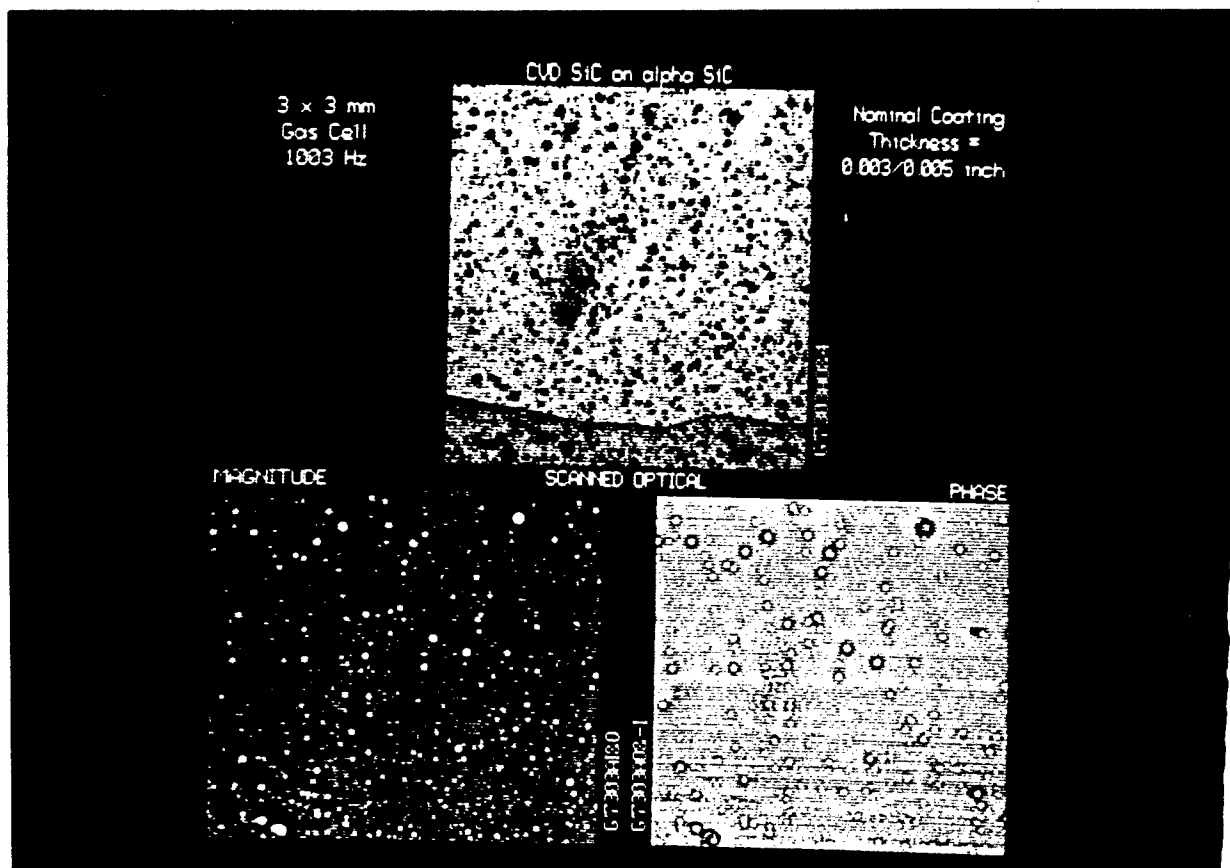 CVD SiC on alpha SiC
3 x 3 mm
Gas Cell
1003 Hz
Nominal Coating
Thickness =
0.003/0.005 inch
MAGNITUDE
SCANNED OPTICAL
PHASE